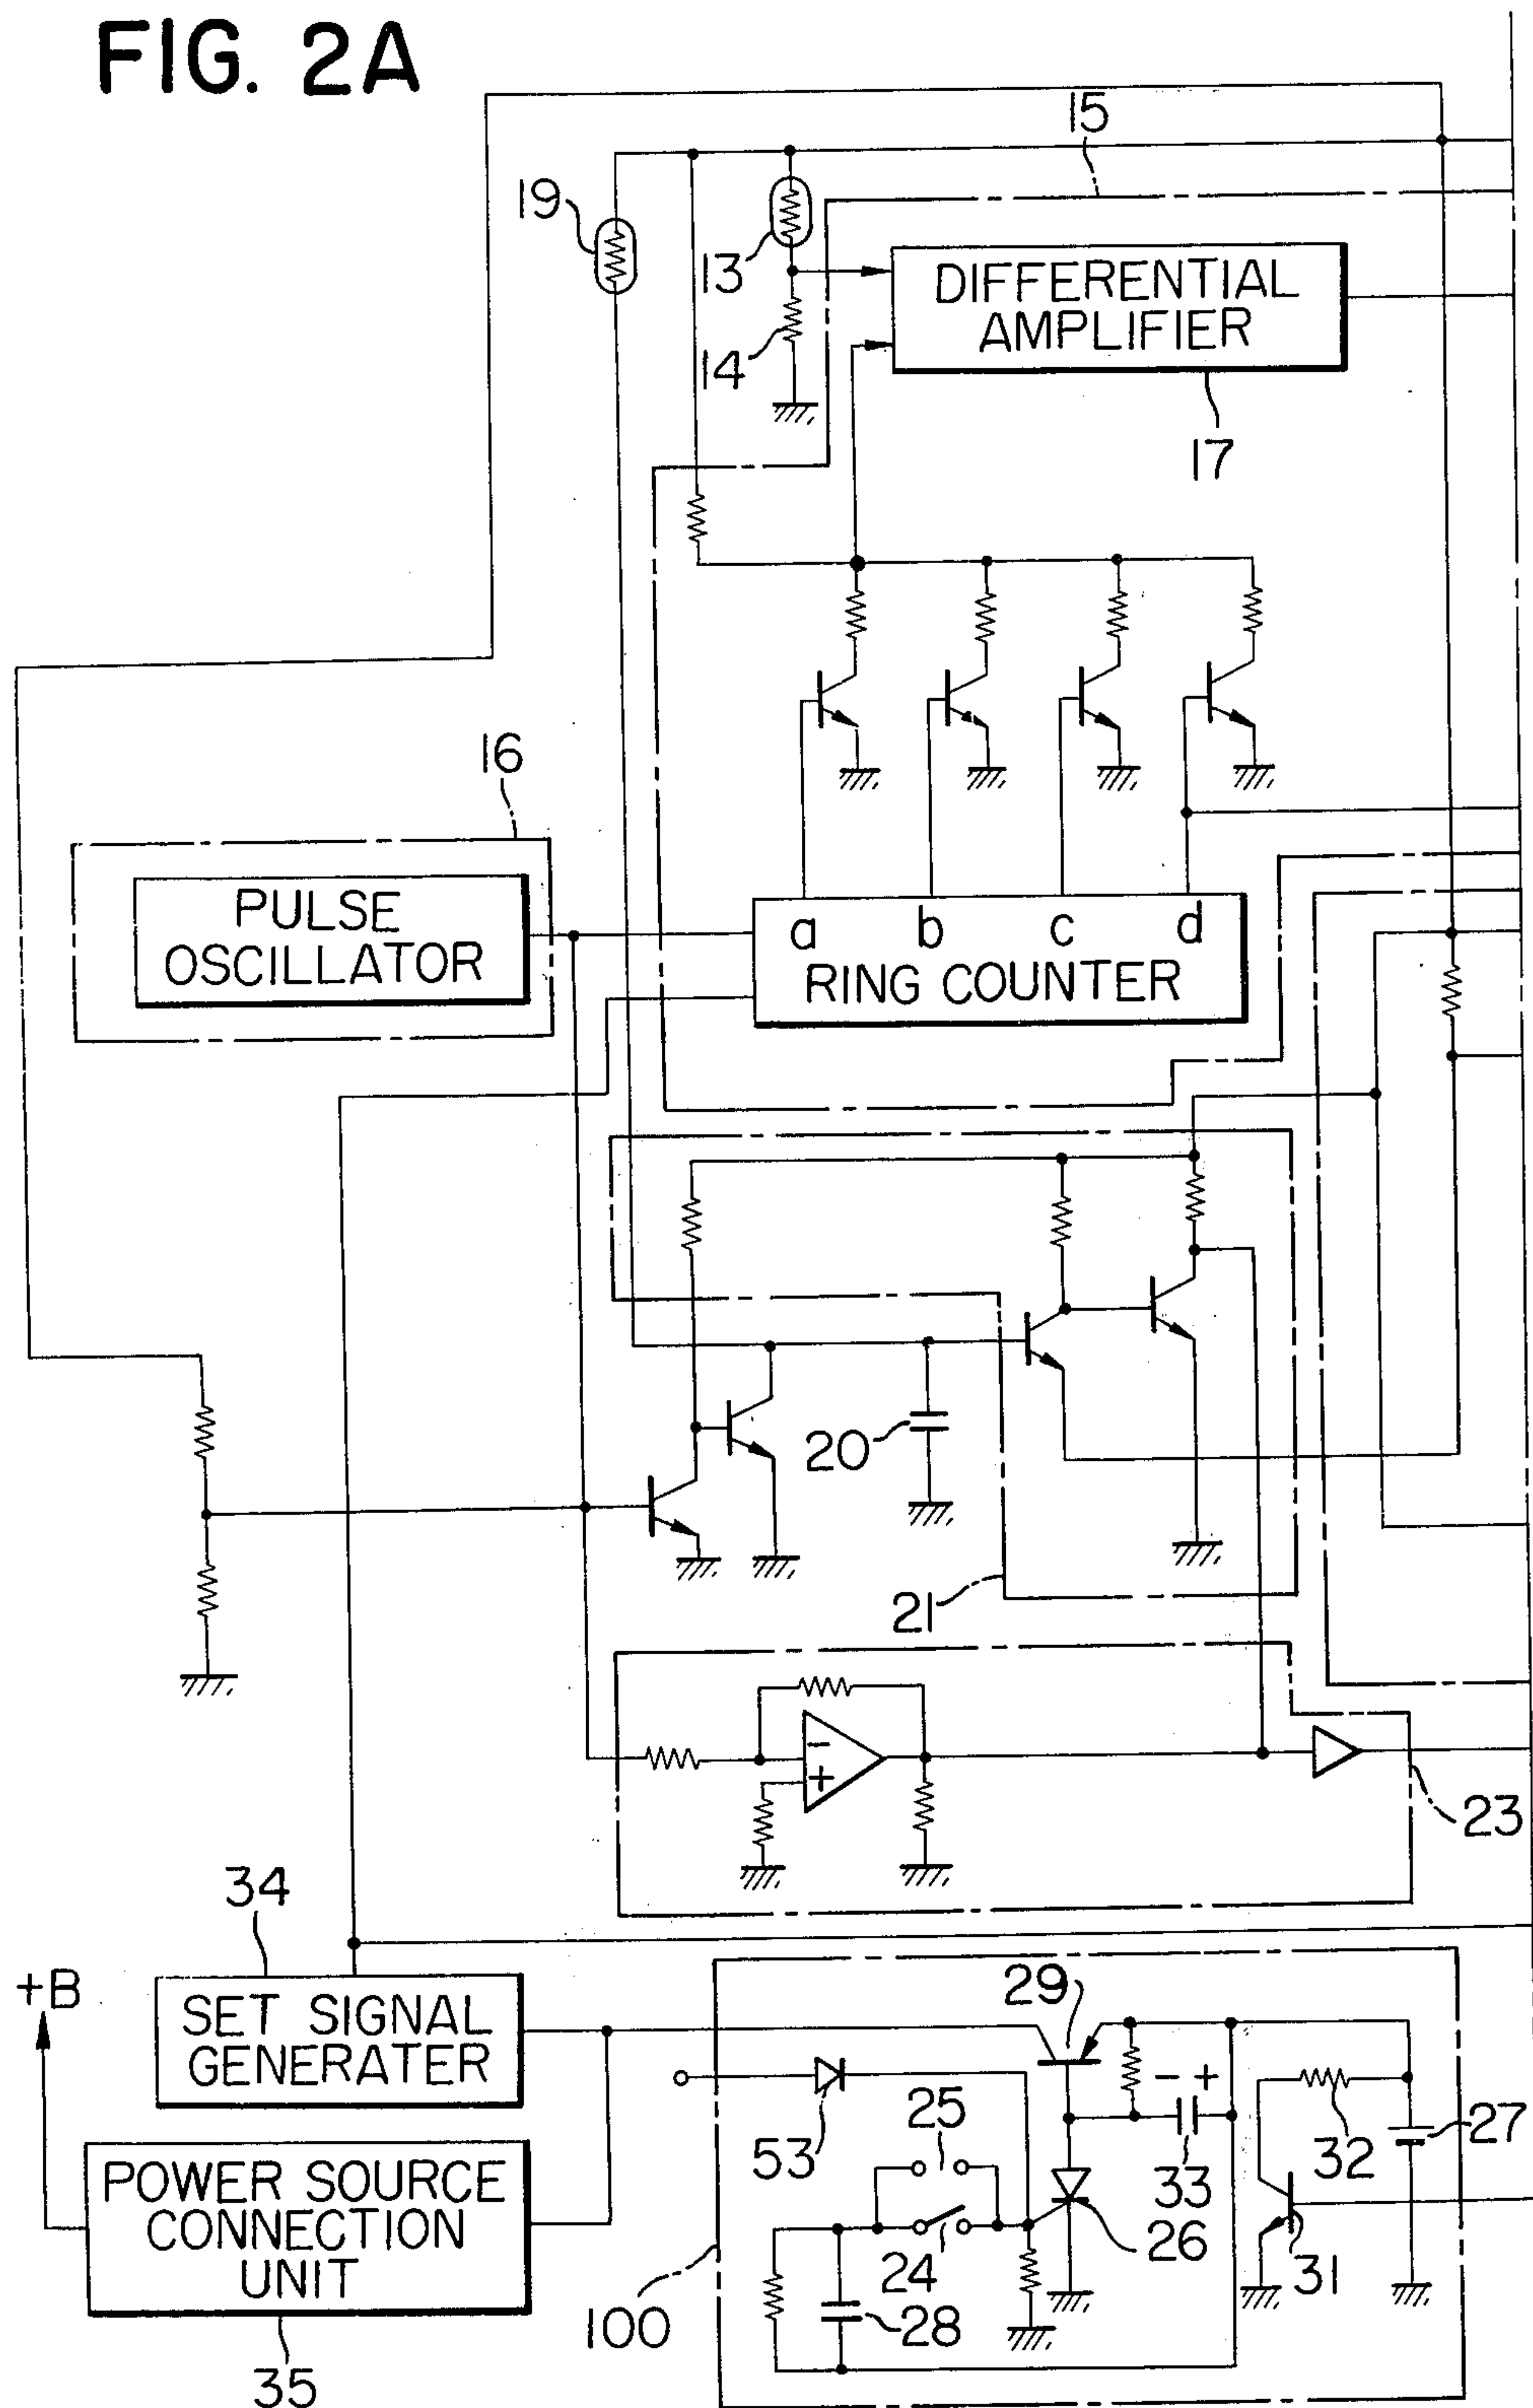 FIG. 2A
15
19
13
DIFFERENTIAL
AMPLIFIER
14
17
16
PULSE
OSCILLATOR
a b c d
RING COUNTER
20
21
-
+
23
34
+B
SET SIGNAL
GENERATER
29
- +
25
53
33
32
27
POWER SOURCE
CONNECTION
UNIT
24
26
31
100
28
35